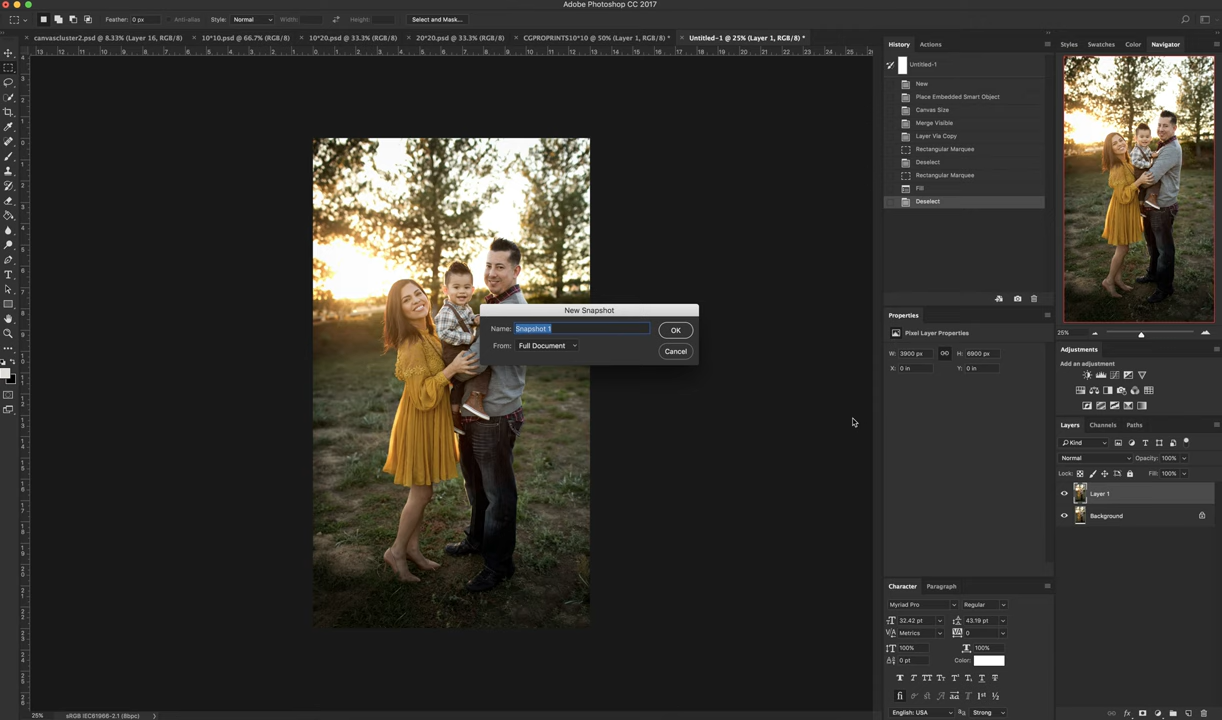 Adobe Photoshop CC 2017
Feather: 0 px Anti-alias Style: Normal Width: Height: Select and Mask...
canvascluster2.psd @ 8.33% (Layer 16, RGB/8) 10*10.psd @ 66.7% (RGB/8) 10*20.psd @ 33.3% (RGB/8) 20*20.psd @ 33.3% (RGB/8) CGPROPRINTS10*10 @ 50% (Layer 1, RGB/8) * Untitled-1 @ 25% (Layer 1, RGB/8) *
History Actions
Untitled-1
New
Place Embedded Smart Object
Canvas Size
Merge Visible
Layer Via Copy
Rectangular Marquee
Deselect
Rectangular Marquee
Fill
Deselect
Styles Swatches Color Navigator
25%
New Snapshot
Name: Snapshot 1
From: Full Document
OK
Cancel
Properties
Pixel Layer Properties
W: 3900 px H: 6900 px
X: 0 in Y: 0 in
Adjustments
Add an adjustment
Layers Channels Paths
Kind
Normal Opacity: 100%
Lock: Fill: 100%
Layer 1
Background
Character Paragraph
Myriad Pro Regular
32.42 pt 43.19 pt
Metrics 0
100% 100%
0 pt Color:
English: USA Strong
25% sRGB IEC61966-2.1 (8bpc)